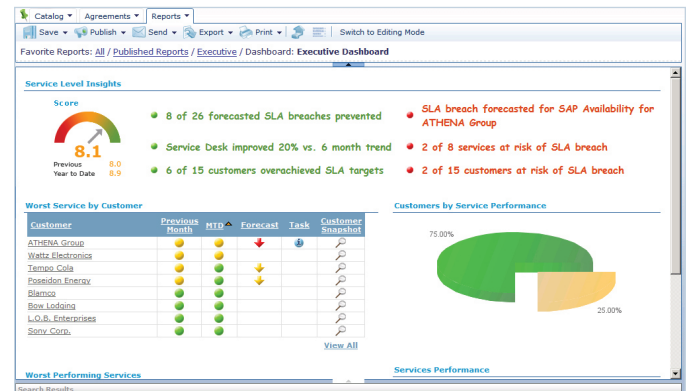 Catalog Agreements Reports
Save Publish Send Export Print Switch to Editing Mode
Favorite Reports: All / Published Reports / Executive / Dashboard: Executive Dashboard
Service Level Insights
Score
8.1
Previous 8.0
Year to Date 8.9
8 of 26 forecasted SLA breaches prevented
Service Desk improved 20% vs. 6 month trend
6 of 15 customers overachieved SLA targets
SLA breach forecasted for SAP Availability for
ATHENA Group
2 of 8 services at risk of SLA breach
2 of 15 customers at risk of SLA breach
Worst Service by Customer
Customer Previous Month MTD Forecast Task Customer Snapshot
ATHENA Group
Wattz Electronics
Tempo Cola
Poseidon Energy
Blamco
Bow Lodging
L.O.B. Enterprises
Sony Corp.
View All
Customers by Service Performance
75.00%
25.00%
Worst Performing Services
Services Performance
Search Results